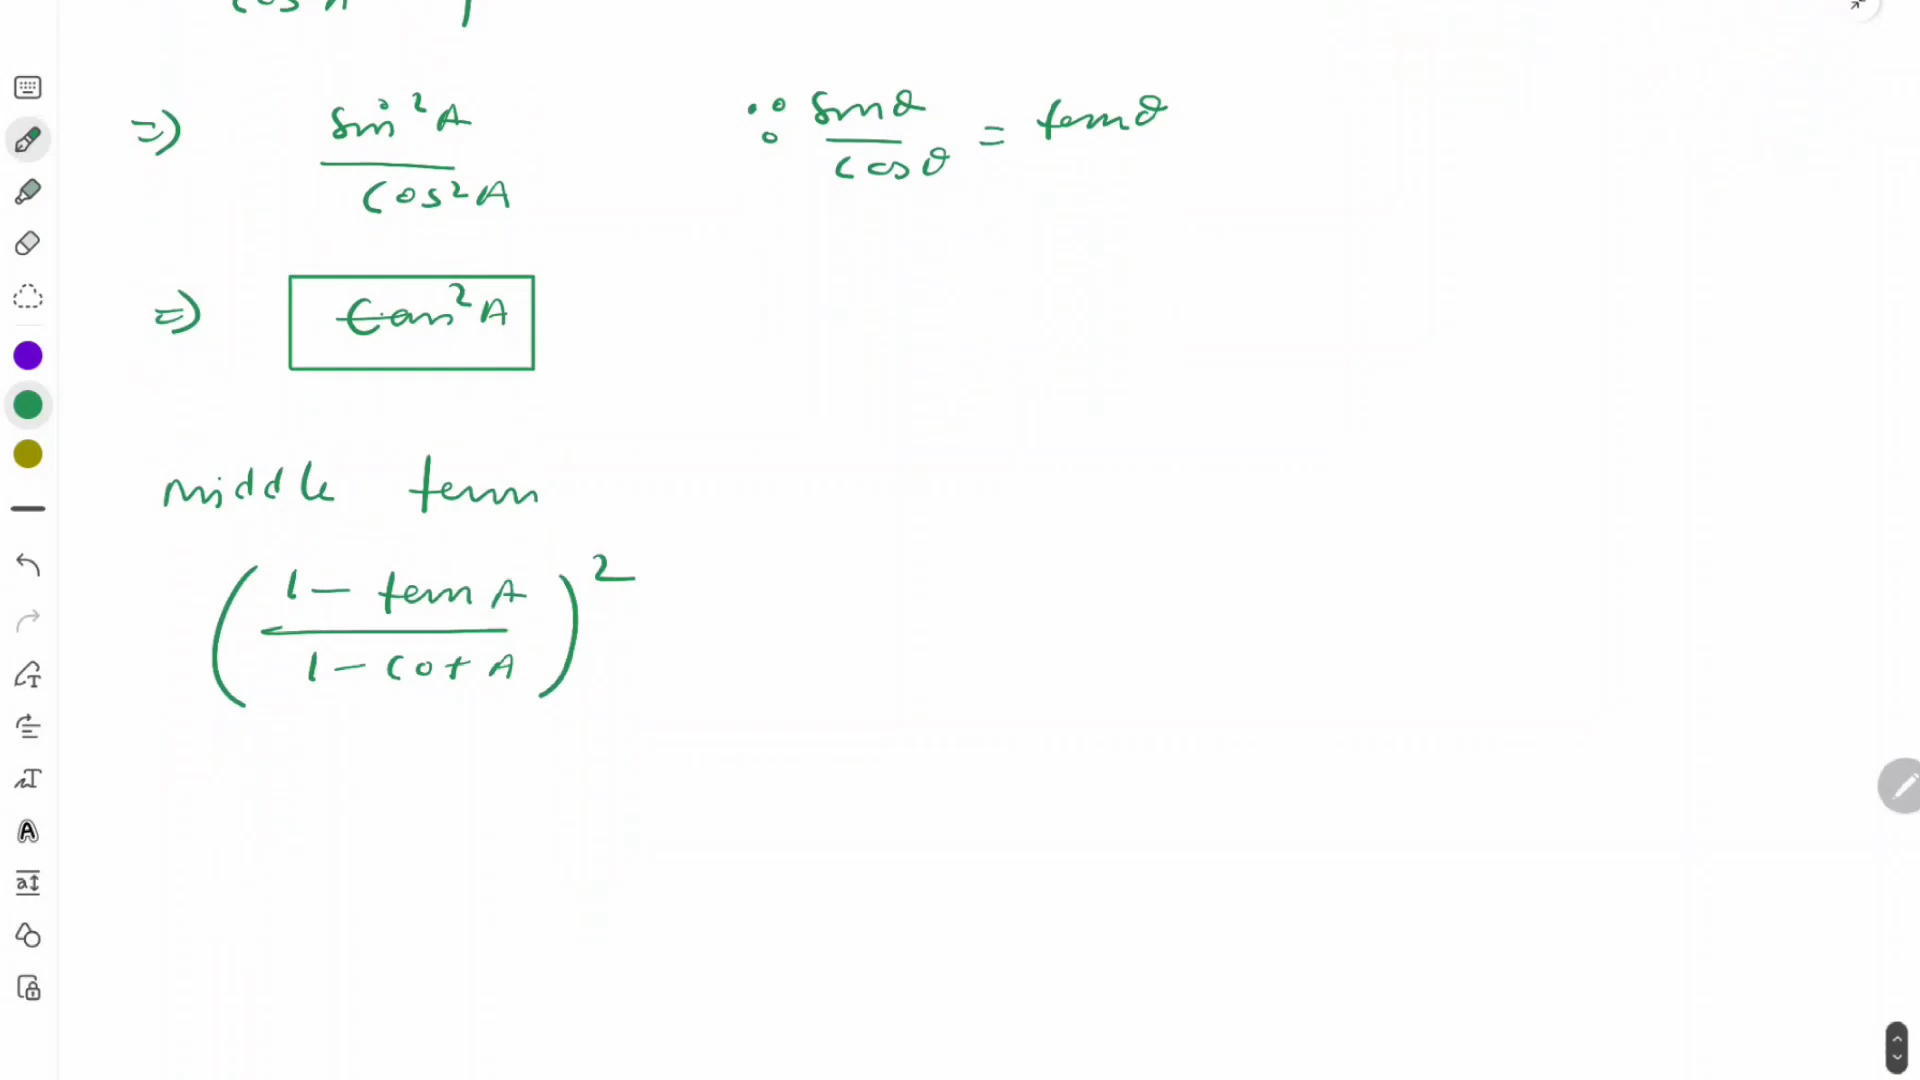 ⇒ sin²A / cos²A ∵ sinθ / cosθ = tanθ
⇒ tan²A
middle term
( 1 - tan A / 1 - cot A )²